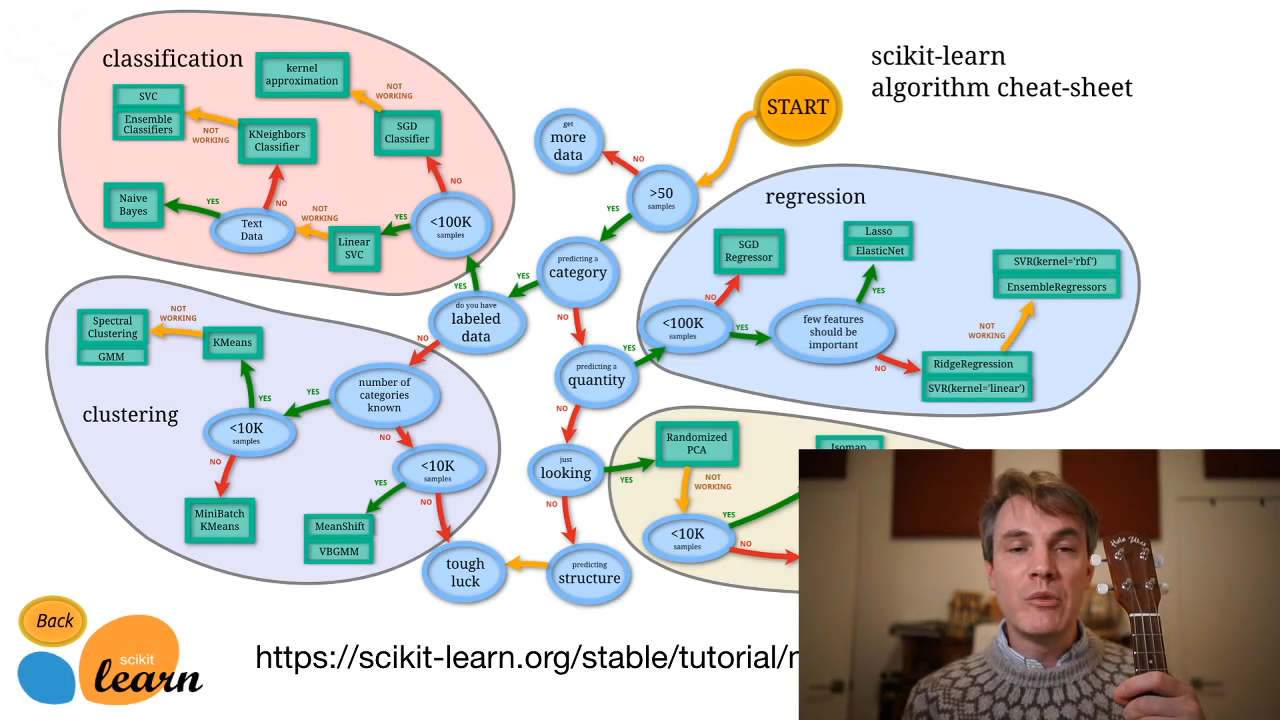 scikit-learn
algorithm cheat-sheet
START
classification
kernel
approximation
NOT
WORKING
SVC
Ensemble
Classifiers
NOT
WORKING
KNeighbors
Classifier
SGD
Classifier
NO
Naive
Bayes
YES
Text
Data
NO
NOT
WORKING
Linear
SVC
YES
<100K
samples
YES
get
more
data
NO
>50
samples
YES
predicting a
category
YES
do you have
labeled
data
NO
NO
predicting a
quantity
YES
NO
just
looking
YES
NO
predicting
structure
tough
luck
regression
SGD
Regressor
NO
<100K
samples
YES
Lasso
ElasticNet
YES
few features
should be
important
NO
SVR(kernel='rbf')
EnsembleRegressors
NOT
WORKING
RidgeRegression
SVR(kernel='linear')
clustering
Spectral
Clustering
GMM
NOT
WORKING
KMeans
YES
<10K
samples
YES
number of
categories
known
NO
NO
MiniBatch
KMeans
<10K
samples
YES
NO
MeanShift
VBGMM
Randomized
PCA
NOT
WORKING
<10K
samples
YES
NO
Isomap
Back
scikit
learn
https://scikit-learn.org/stable/tutorial/